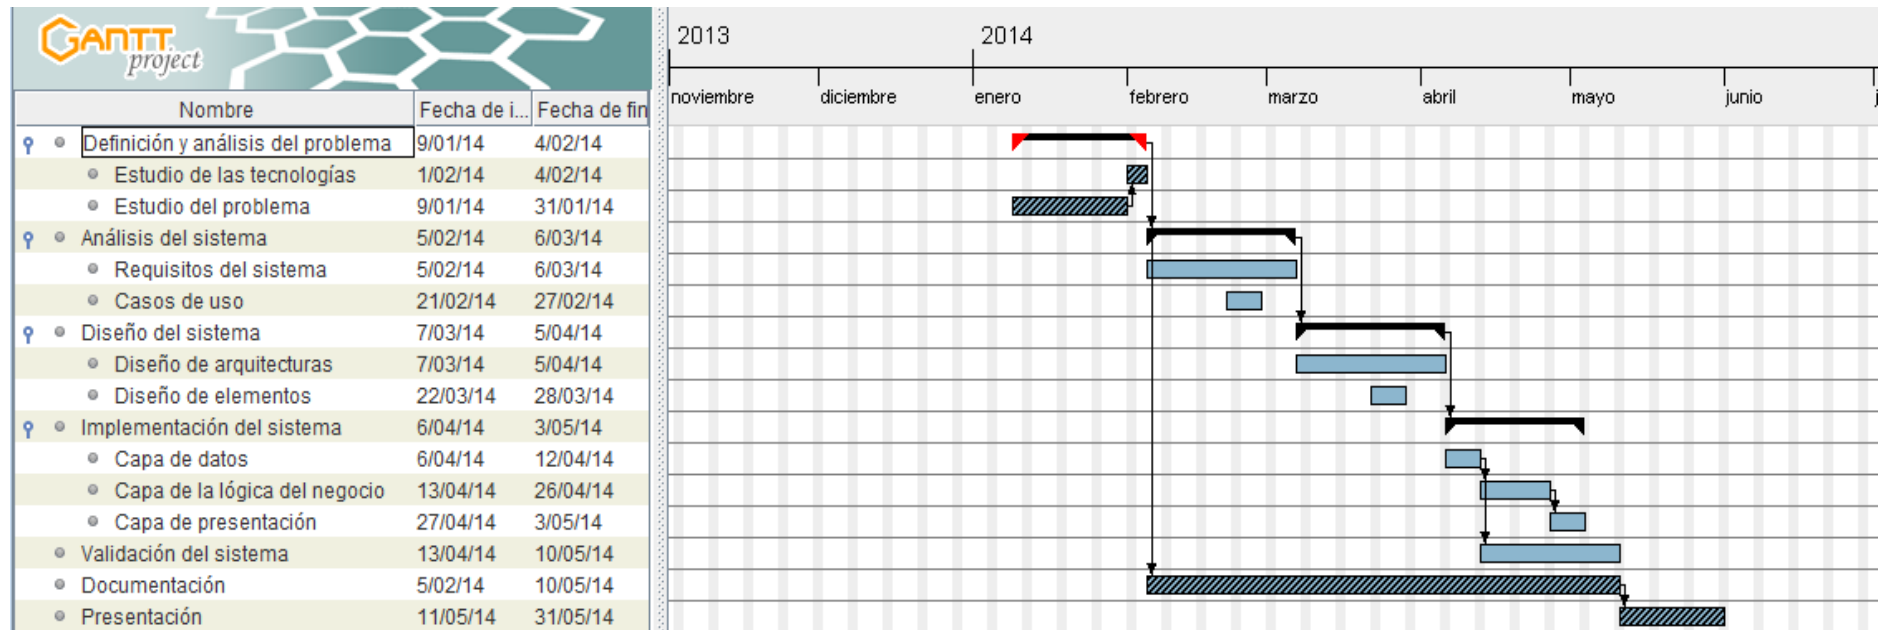 GANTT
project
2013 2014
noviembre diciembre enero febrero marzo abril mayo junio
Nombre Fecha de i... Fecha de fin
Definición y análisis del problema 9/01/14 4/02/14
Estudio de las tecnologías 1/02/14 4/02/14
Estudio del problema 9/01/14 31/01/14
Análisis del sistema 5/02/14 6/03/14
Requisitos del sistema 5/02/14 6/03/14
Casos de uso 21/02/14 27/02/14
Diseño del sistema 7/03/14 5/04/14
Diseño de arquitecturas 7/03/14 5/04/14
Diseño de elementos 22/03/14 28/03/14
Implementación del sistema 6/04/14 3/05/14
Capa de datos 6/04/14 12/04/14
Capa de la lógica del negocio 13/04/14 26/04/14
Capa de presentación 27/04/14 3/05/14
Validación del sistema 13/04/14 10/05/14
Documentación 5/02/14 10/05/14
Presentación 11/05/14 31/05/14